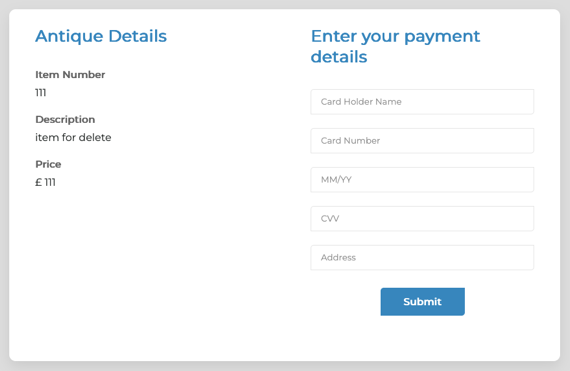 Antique Details
Item Number
111
Description
item for delete
Price
£ 111
Enter your payment
details
Card Holder Name
Card Number
MM/YY
CVV
Address
Submit